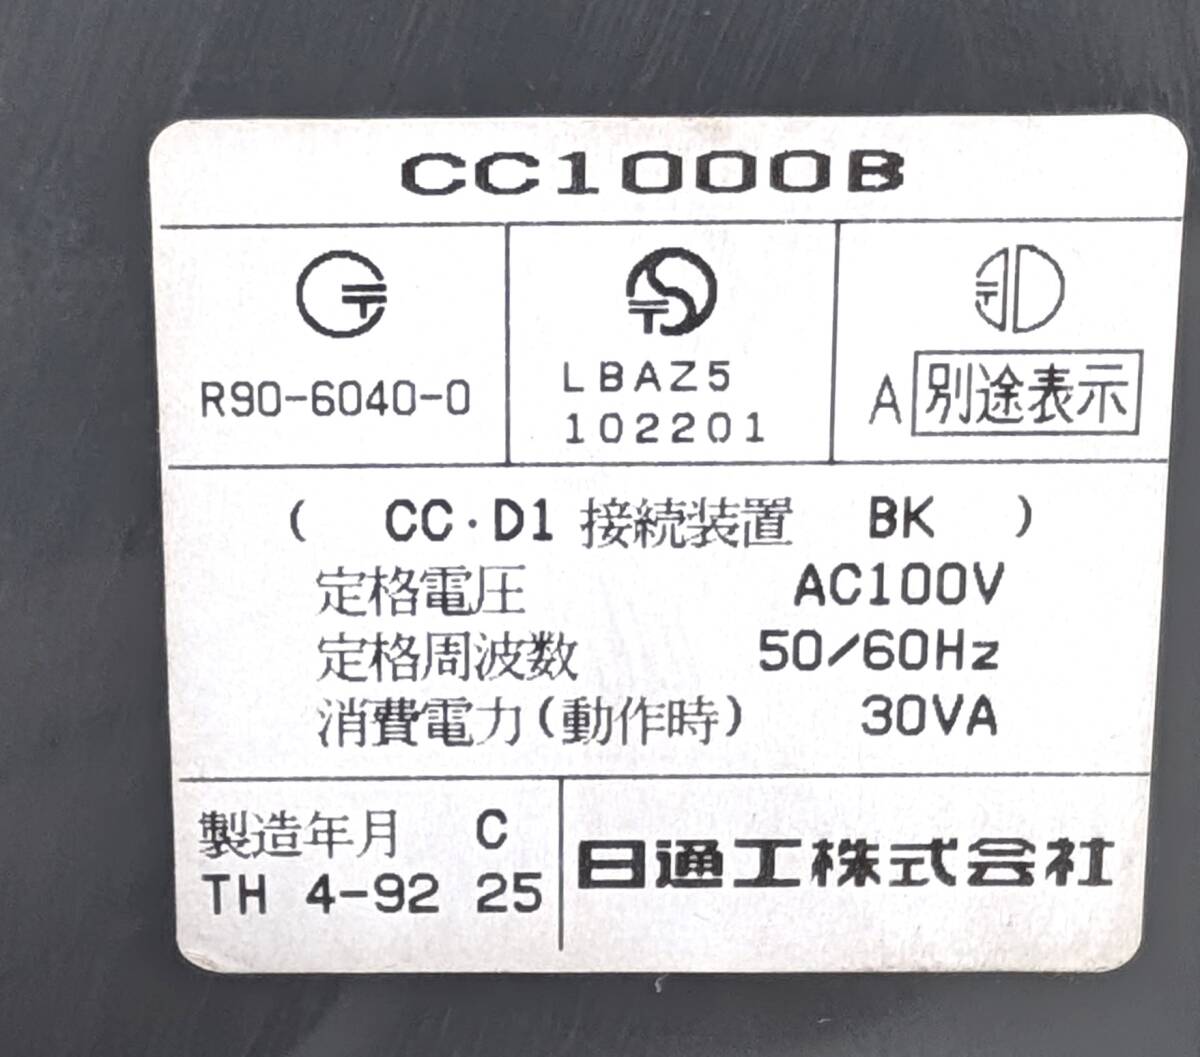 CC1000B
R90-6040-0
LBAZ5
102201
A 別途表示
( CC・D1 接続装置 BK )
定格電圧 AC100V
定格周波数 50/60Hz
消費電力(動作時) 30VA
製造年月 C
TH 4-92 25
日通工株式会社